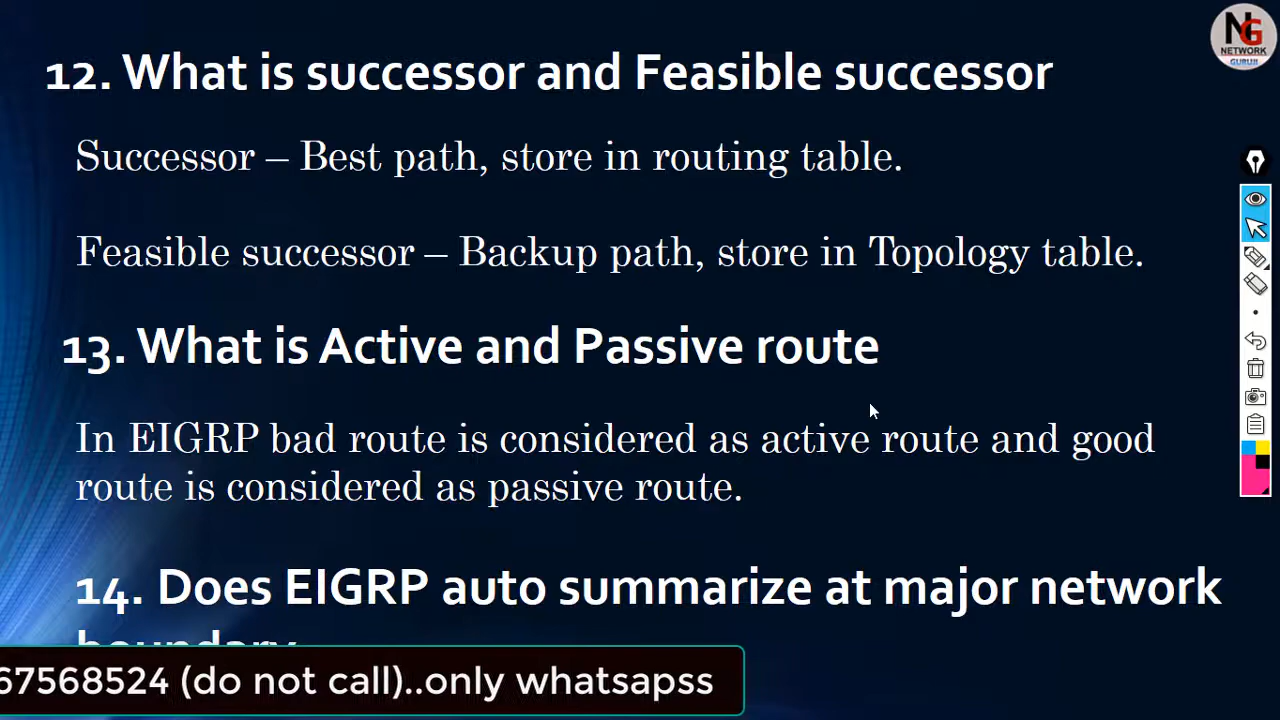 NG
NETWORK
GURUJI
12. What is successor and Feasible successor
Successor – Best path, store in routing table.
Feasible successor – Backup path, store in Topology table.
13. What is Active and Passive route
In EIGRP bad route is considered as active route and good
route is considered as passive route.
14. Does EIGRP auto summarize at major network
boundary
67568524 (do not call)..only whatsapss